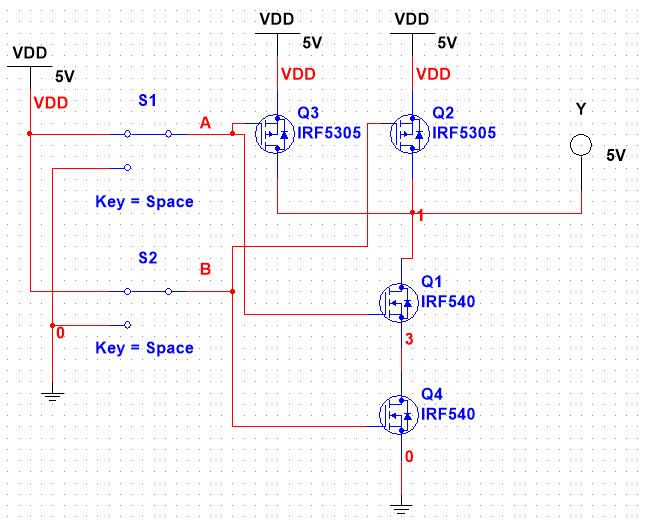 VDD
VDD
VDD
5V
5V
5V
VDD
VDD
VDD
S1
Y
A
Q3
Q2
IRF5305
IRF5305
5V
Key = Space
1
S2
B
Q1
IRF540
0
3
Key = Space
Q4
IRF540
0